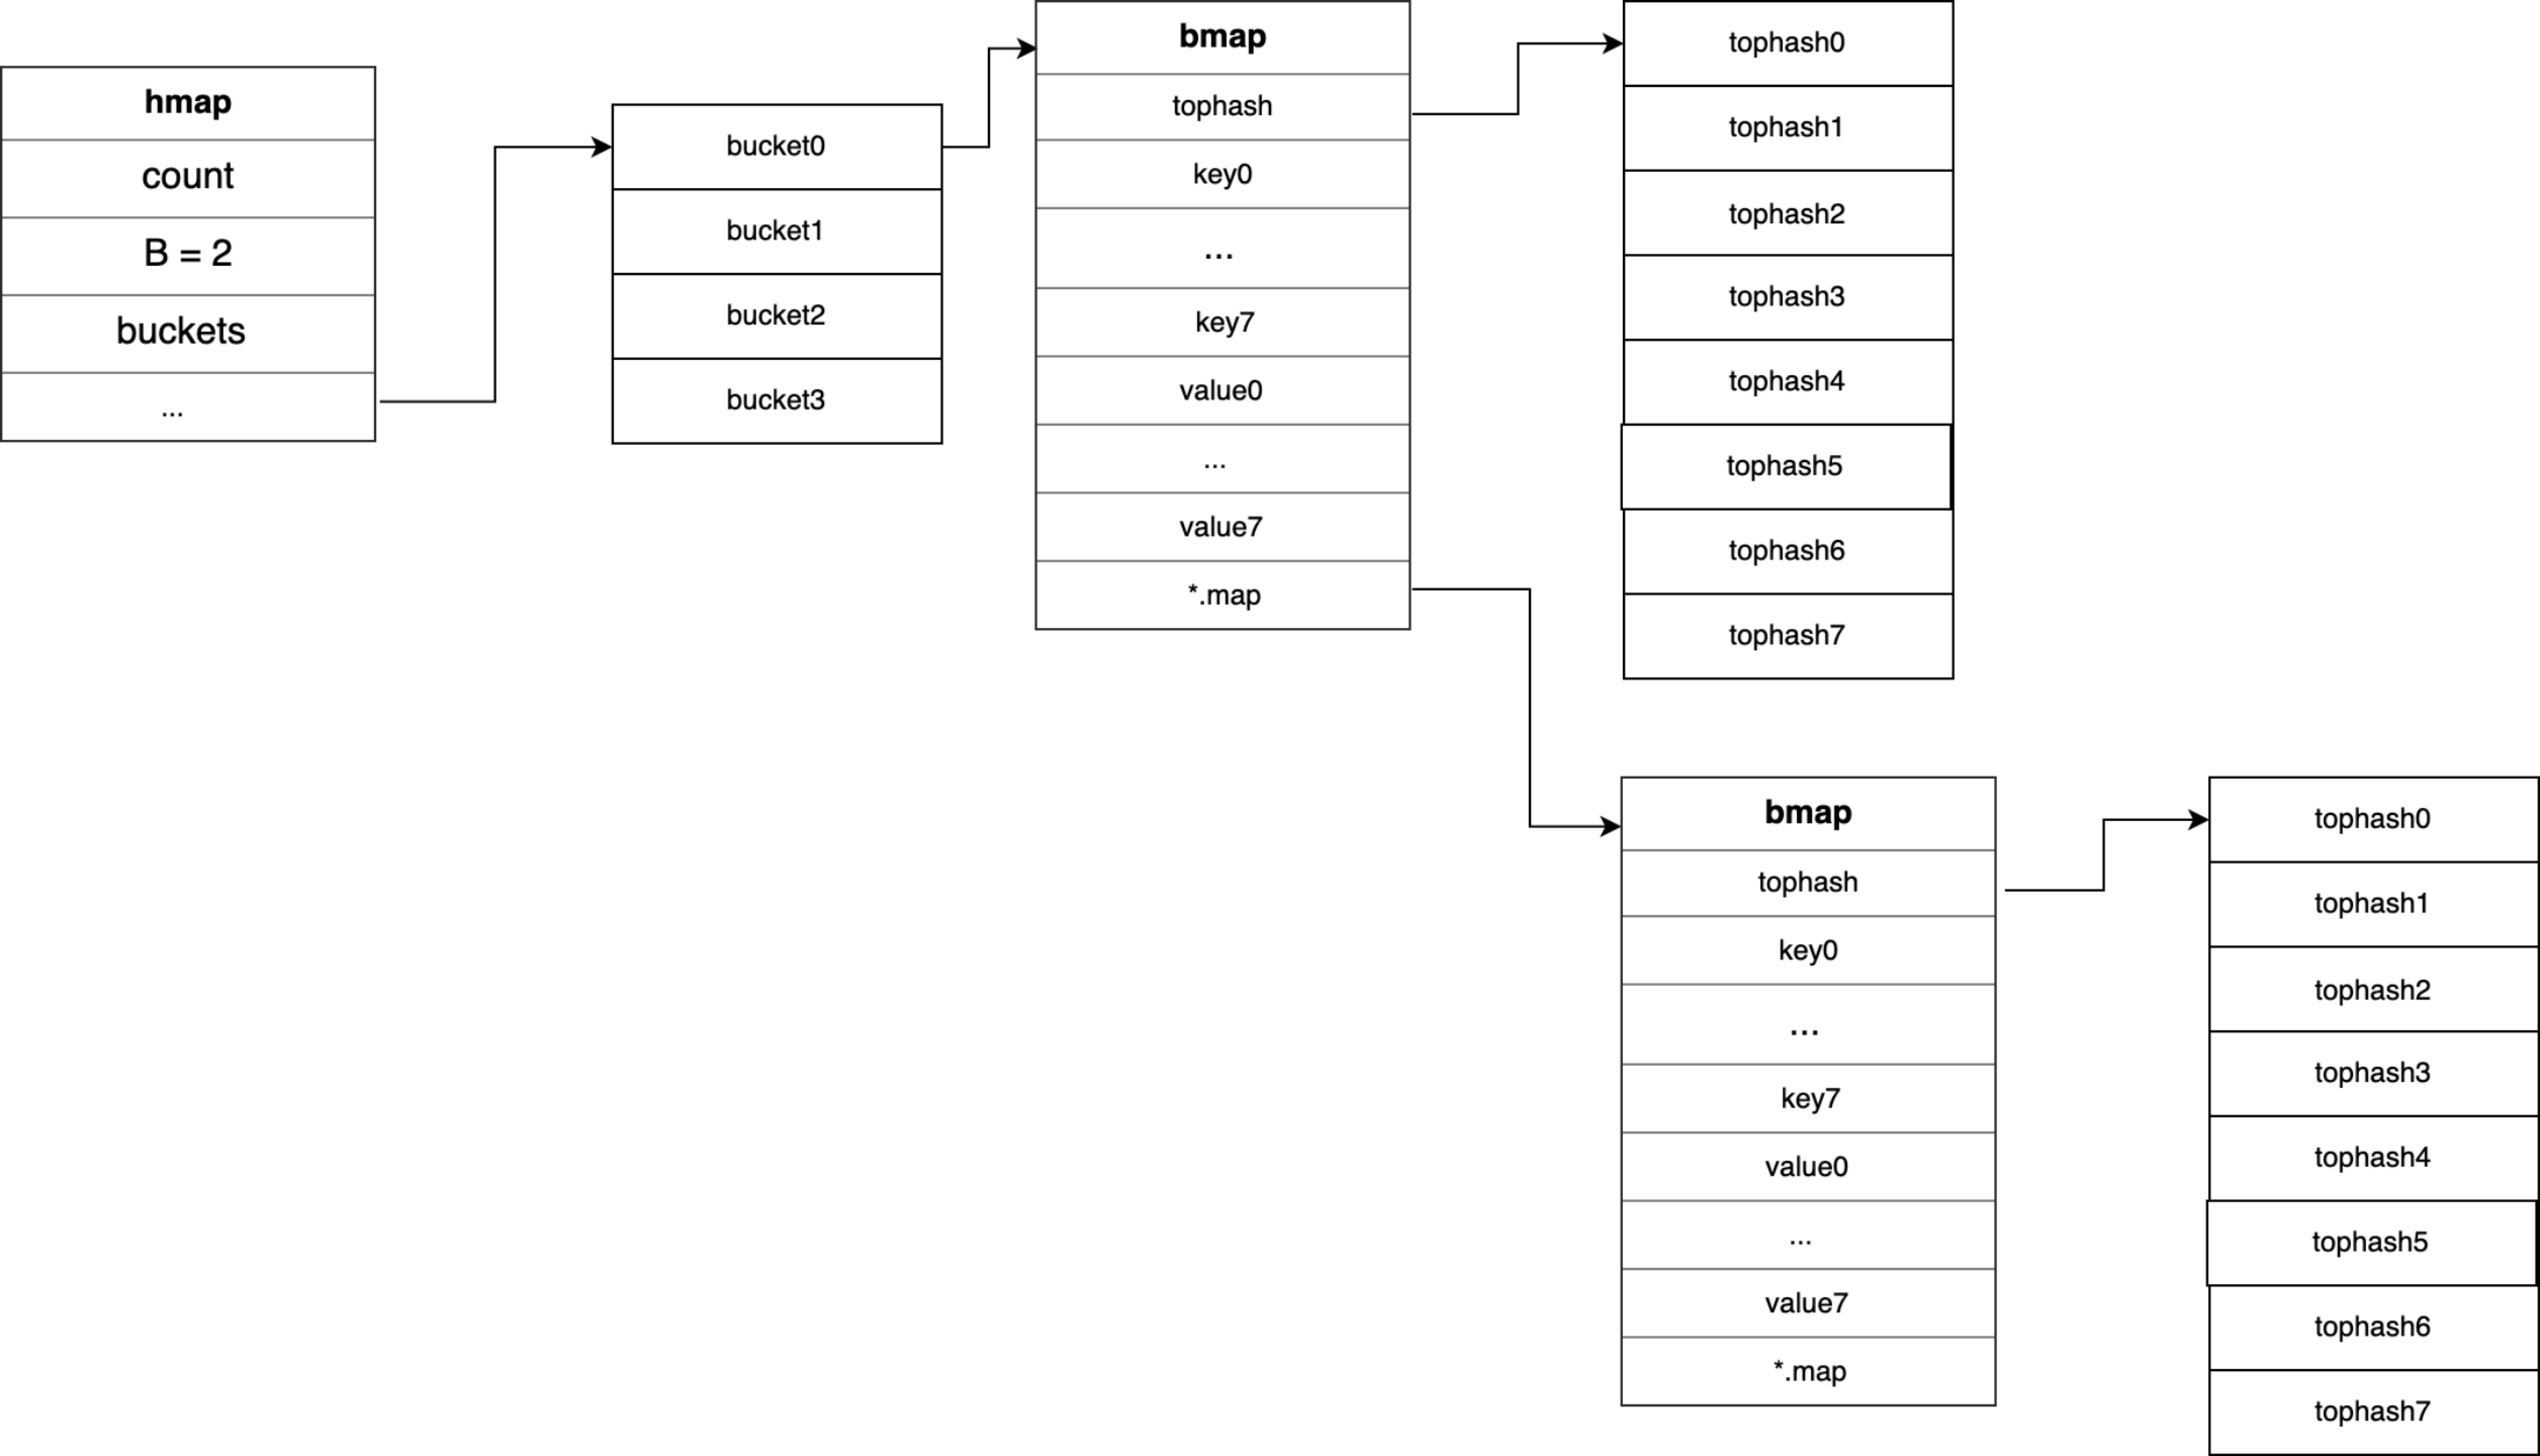 hmap
count
B = 2
buckets
...
bucket0
bucket1
bucket2
bucket3
bmap
tophash
key0
...
key7
value0
...
value7
*.map
tophash0
tophash1
tophash2
tophash3
tophash4
tophash5
tophash6
tophash7
bmap
tophash
key0
...
key7
value0
...
value7
*.map
tophash0
tophash1
tophash2
tophash3
tophash4
tophash5
tophash6
tophash7